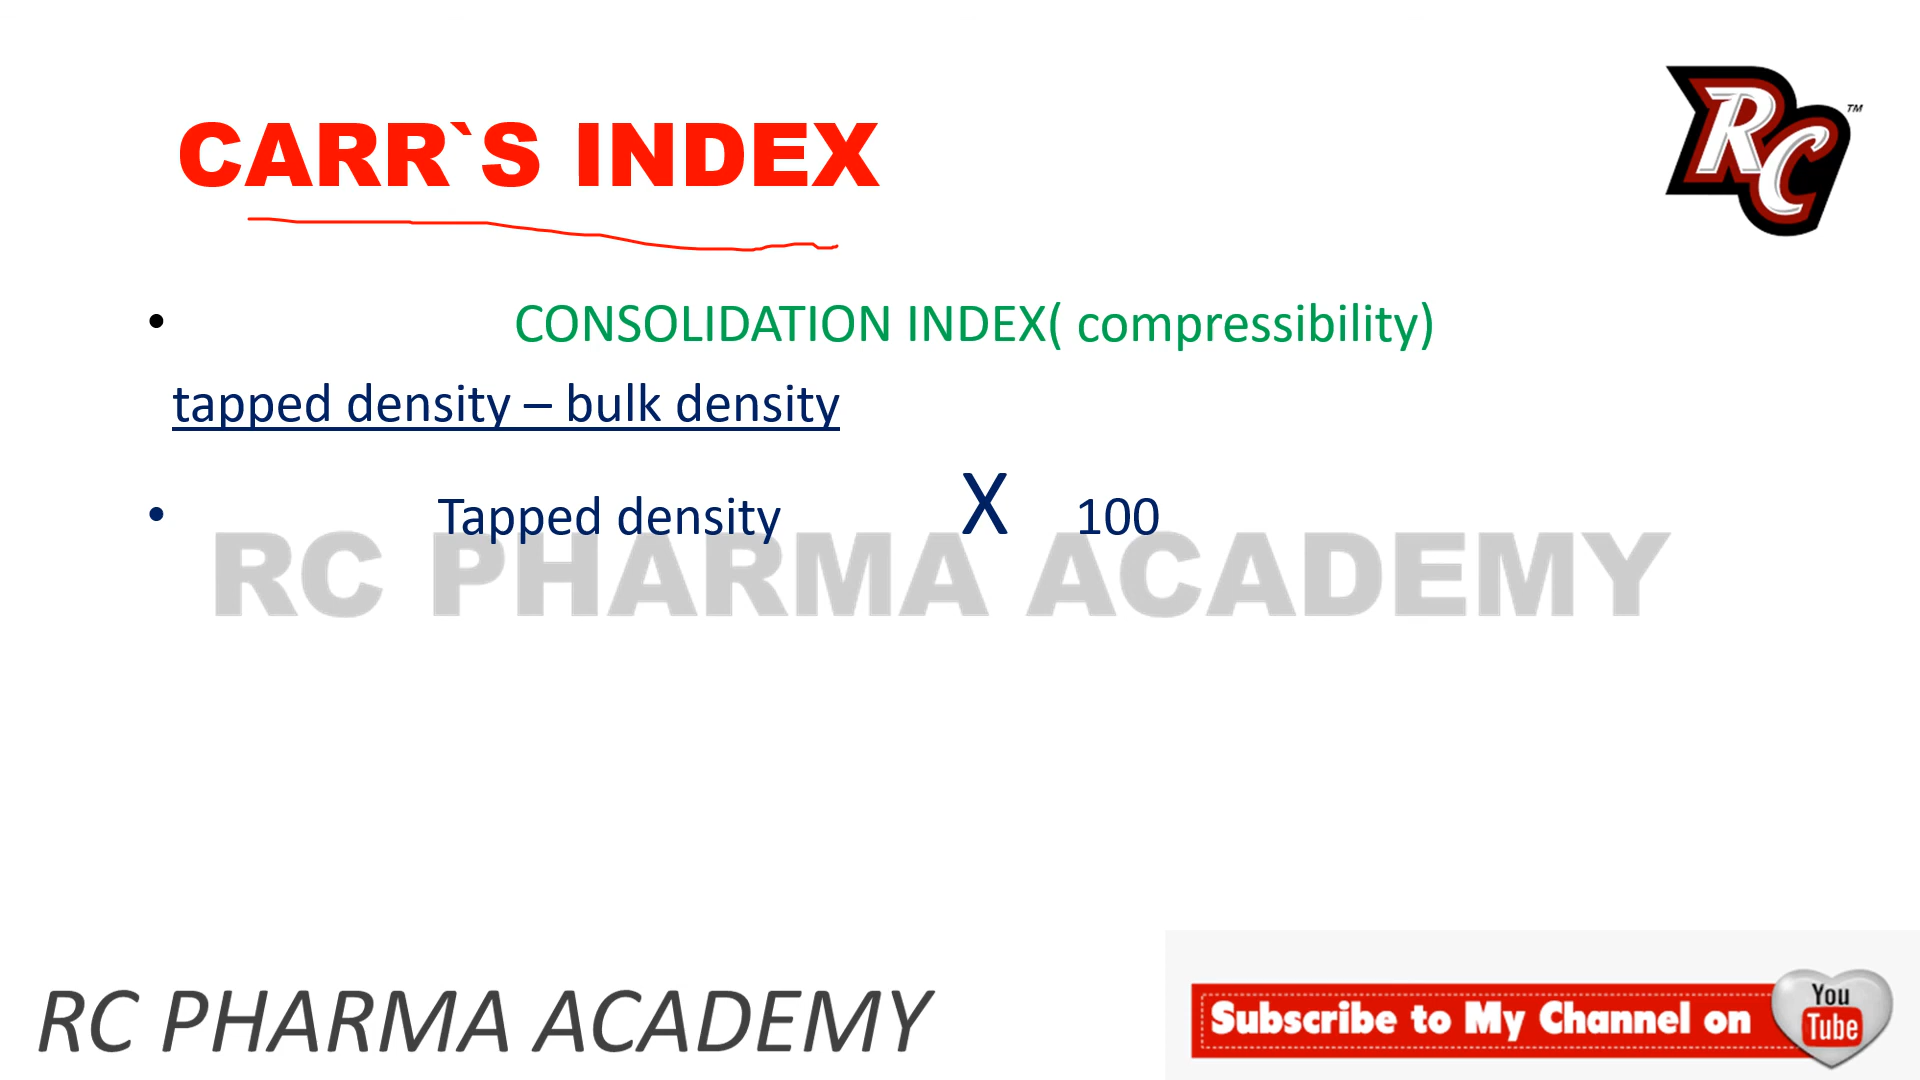 CARR`S INDEX
RC ™
• CONSOLIDATION INDEX( compressibility)
tapped density – bulk density
• Tapped density X 100
RC PHARMA ACADEMY
RC PHARMA ACADEMY
Subscribe to My Channel on
You
Tube